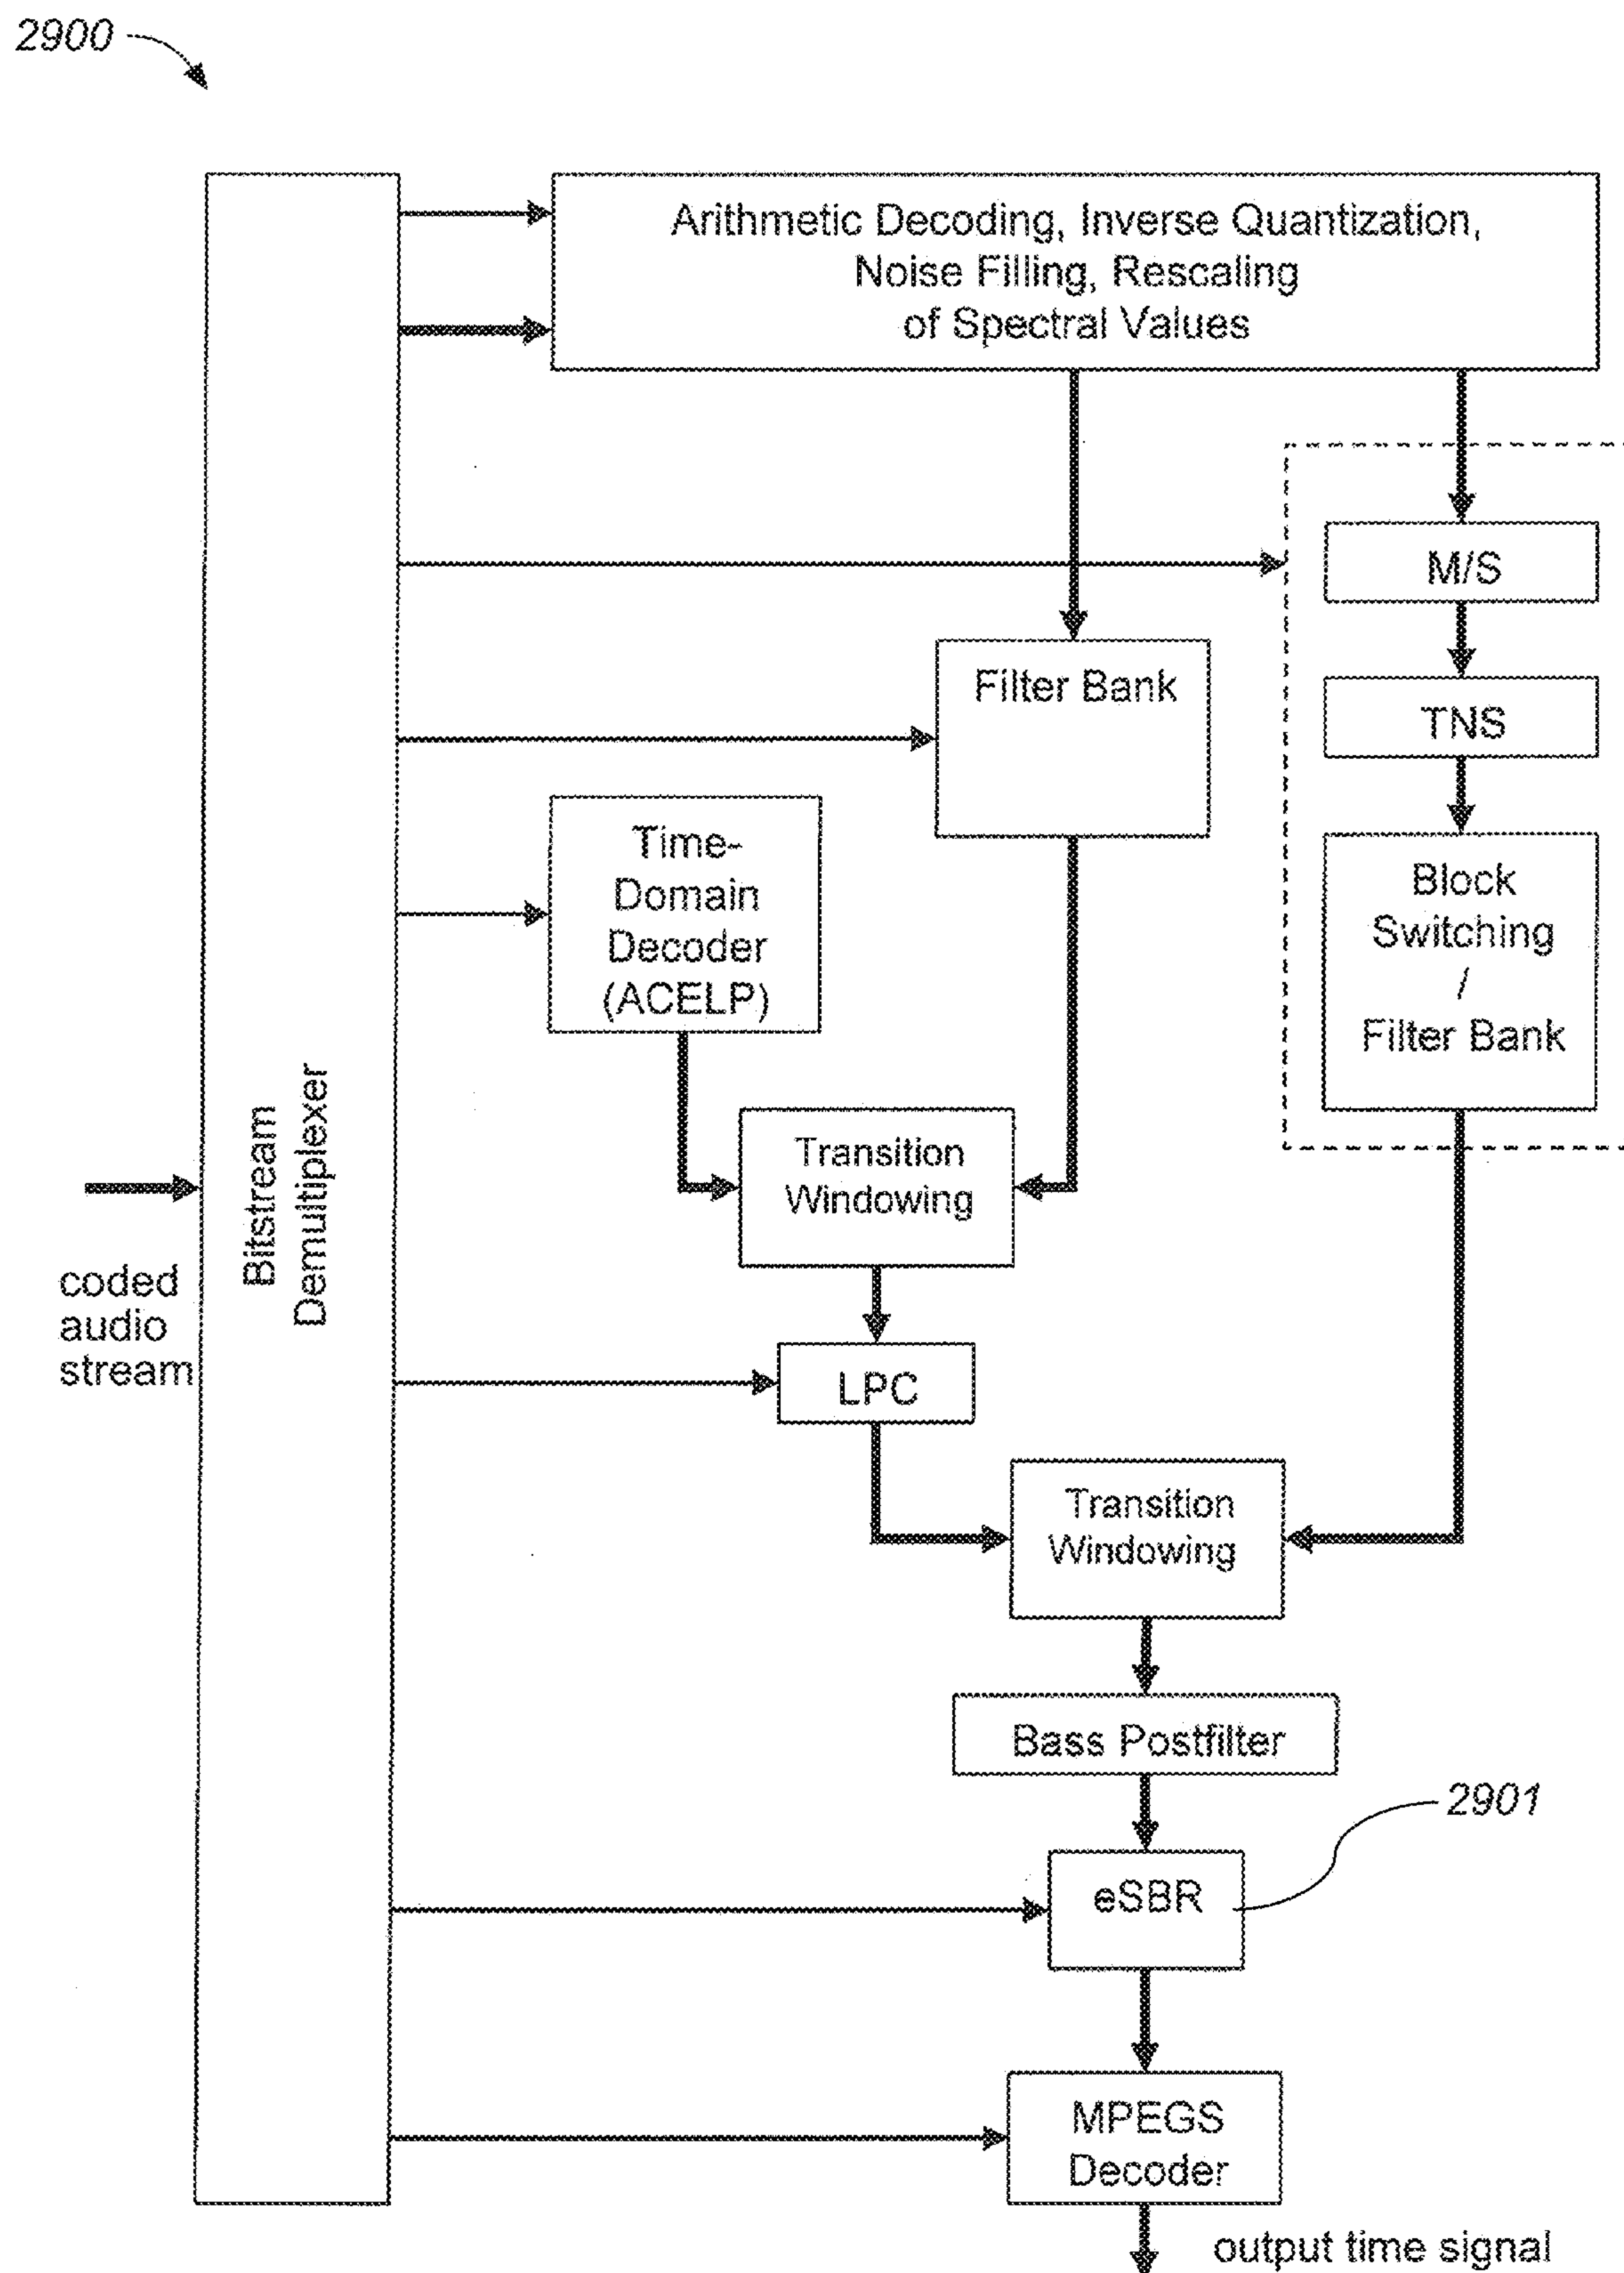 2900
Arithmetic Decoding, Inverse Quantization,
Noise Filling, Rescaling
of Spectral Values
M/S
Filter Bank
TNS
Time-
Domain
Decoder
(ACELP)
Block
Switching
/
Filter Bank
Bitstream
Demultiplexer
Transition
Windowing
coded
audio
stream
LPC
Transition
Windowing
Bass Postfilter
2901
eSBR
MPEGS
Decoder
output time signal